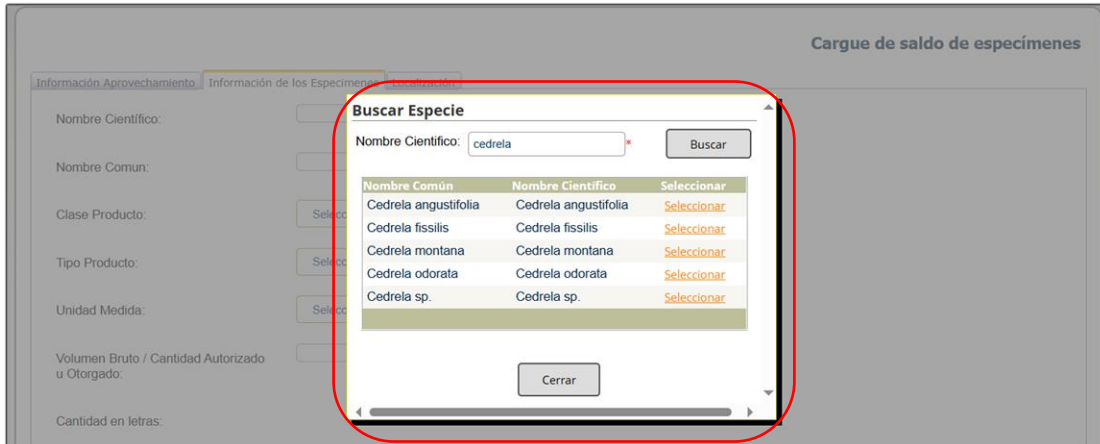 Cargue de saldo de especímenes
Información Aprovechamiento Información de los Especimenes Localización
Nombre Científico:
Nombre Comun:
Clase Producto:
Tipo Producto:
Unidad Medida:
Volumen Bruto / Cantidad Autorizado
u Otorgado:
Cantidad en letras:
Buscar Especie
Nombre Cientifico: cedrela * Buscar
Nombre Común Nombre Científico Seleccionar
Cedrela angustifolia Cedrela angustifolia Seleccionar
Cedrela fissilis Cedrela fissilis Seleccionar
Cedrela montana Cedrela montana Seleccionar
Cedrela odorata Cedrela odorata Seleccionar
Cedrela sp. Cedrela sp. Seleccionar
Cerrar